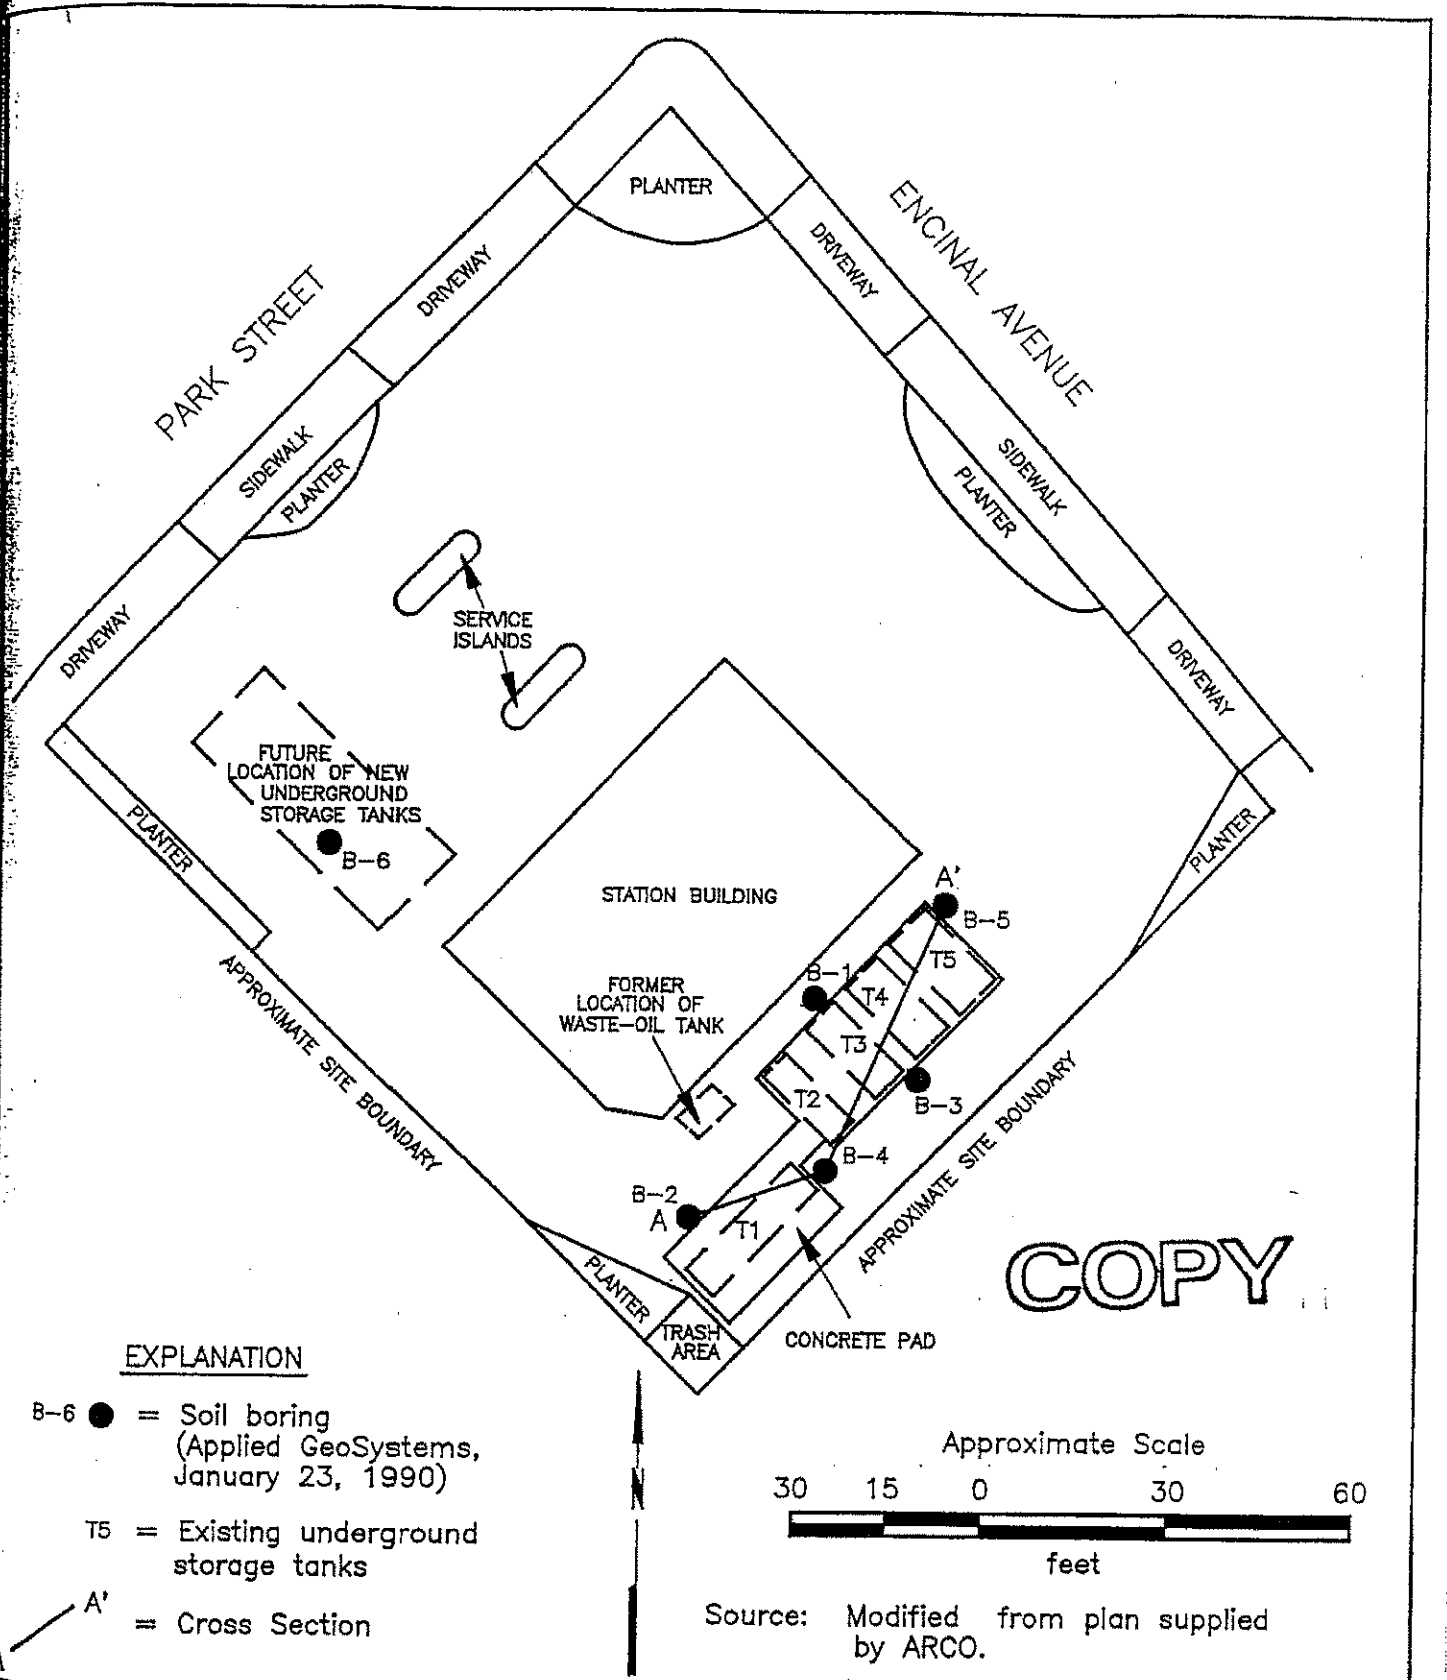 PLANTER
ENCINAL AVENUE
DRIVEWAY
DRIVEWAY
PARK STREET
SIDEWALK
PLANTER
SIDEWALK
PLANTER
SERVICE
ISLANDS
DRIVEWAY
DRIVEWAY
FUTURE
LOCATION OF NEW
UNDERGROUND
STORAGE TANKS
B-6
PLANTER
PLANTER
STATION BUILDING
A'
B-5
T5
B-1
T4
FORMER
LOCATION OF
WASTE-OIL TANK
T3
T2
B-3
APPROXIMATE SITE BOUNDARY
APPROXIMATE SITE BOUNDARY
B-4
B-2
A
T1
PLANTER
TRASH
AREA
CONCRETE PAD
COPY
EXPLANATION
B-6 = Soil boring
(Applied GeoSystems,
January 23, 1990)
T5 = Existing underground
storage tanks
A' = Cross Section
Approximate Scale
30 15 0 30 60
feet
Source: Modified from plan supplied
by ARCO.